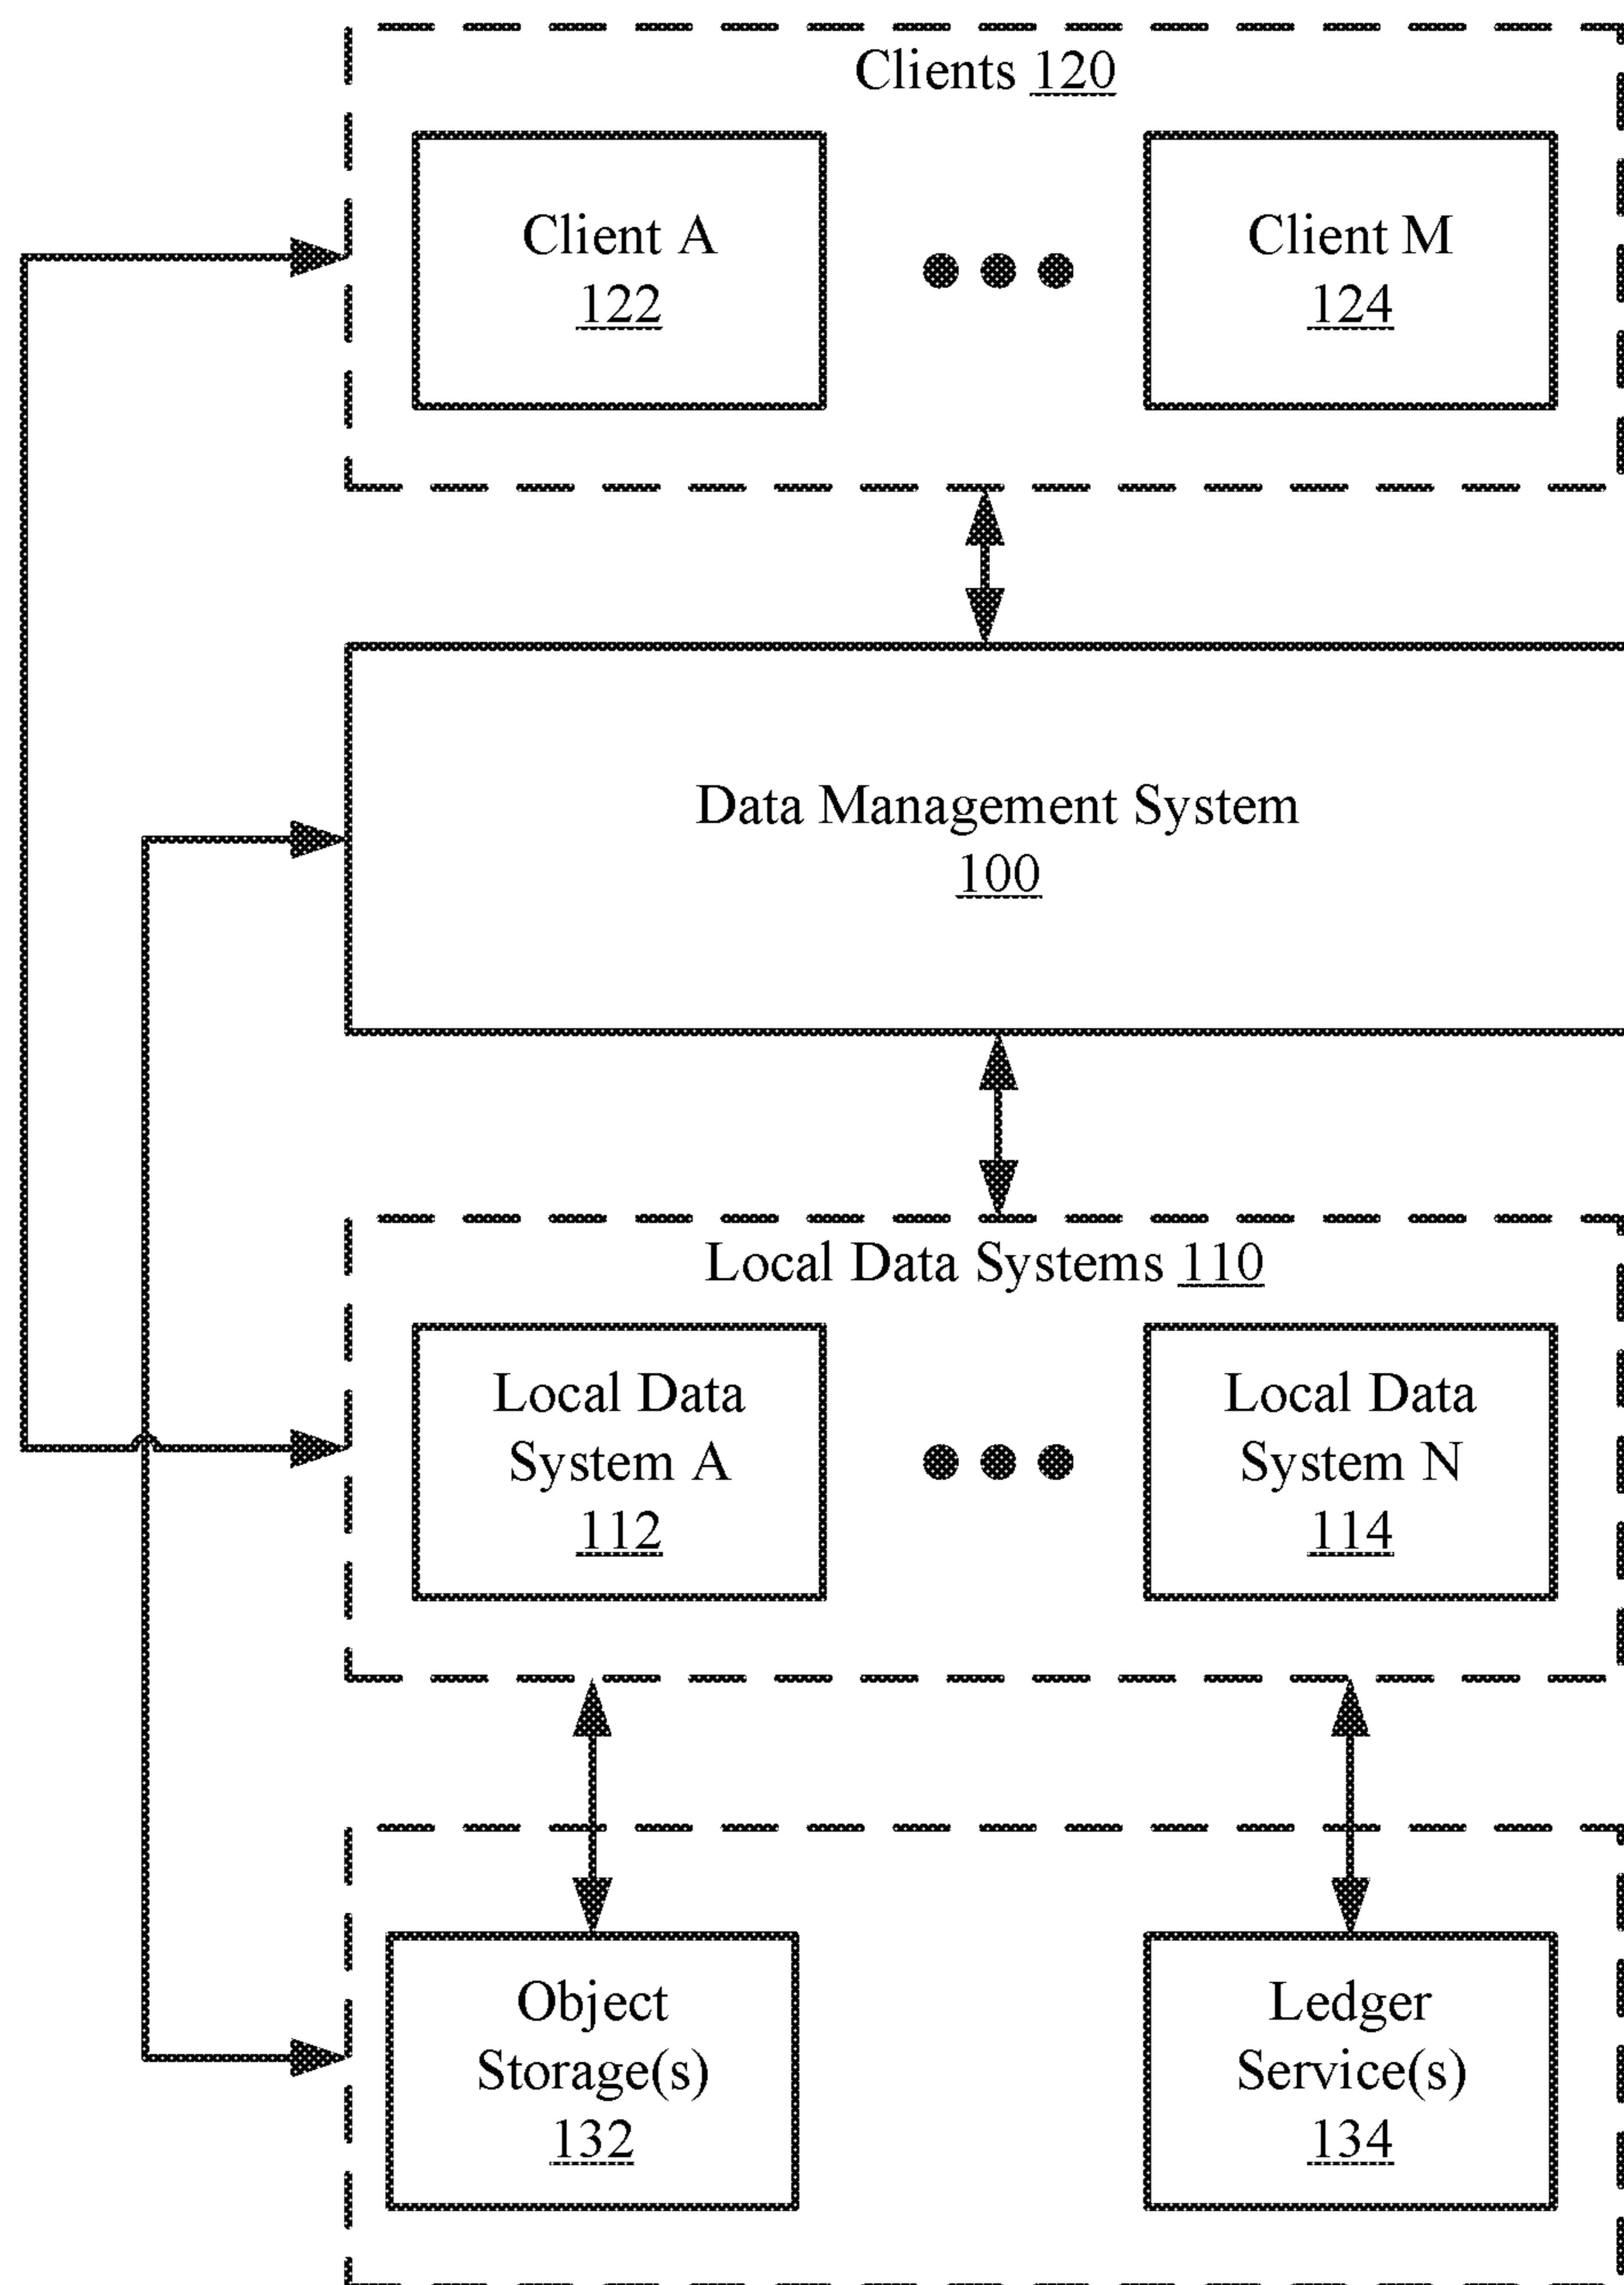 Clients 120
Client A
122
Client M
124
Data Management System
100
Local Data Systems 110
Local Data
System A
112
Local Data
System N
114
Object
Storage(s)
132
Ledger
Service(s)
134